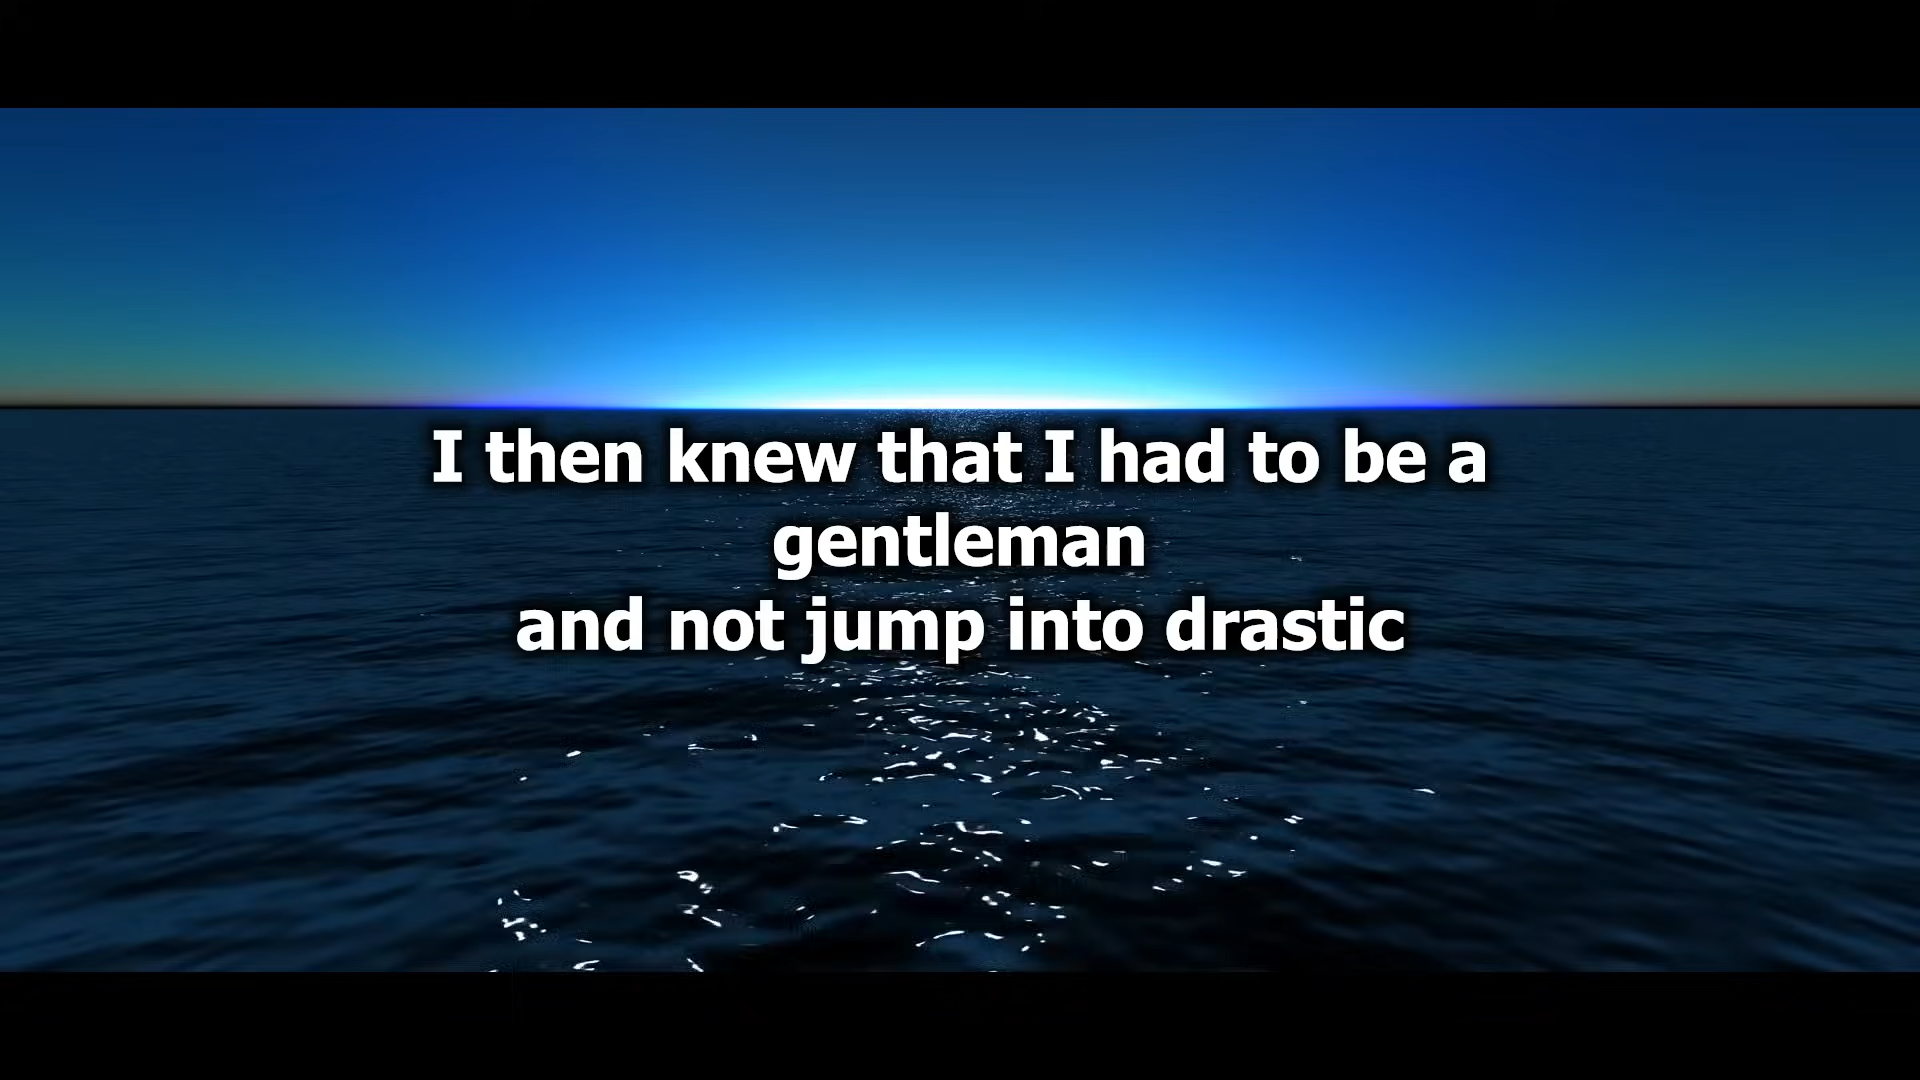 I then knew that I had to be a
gentleman
and not jump into drastic